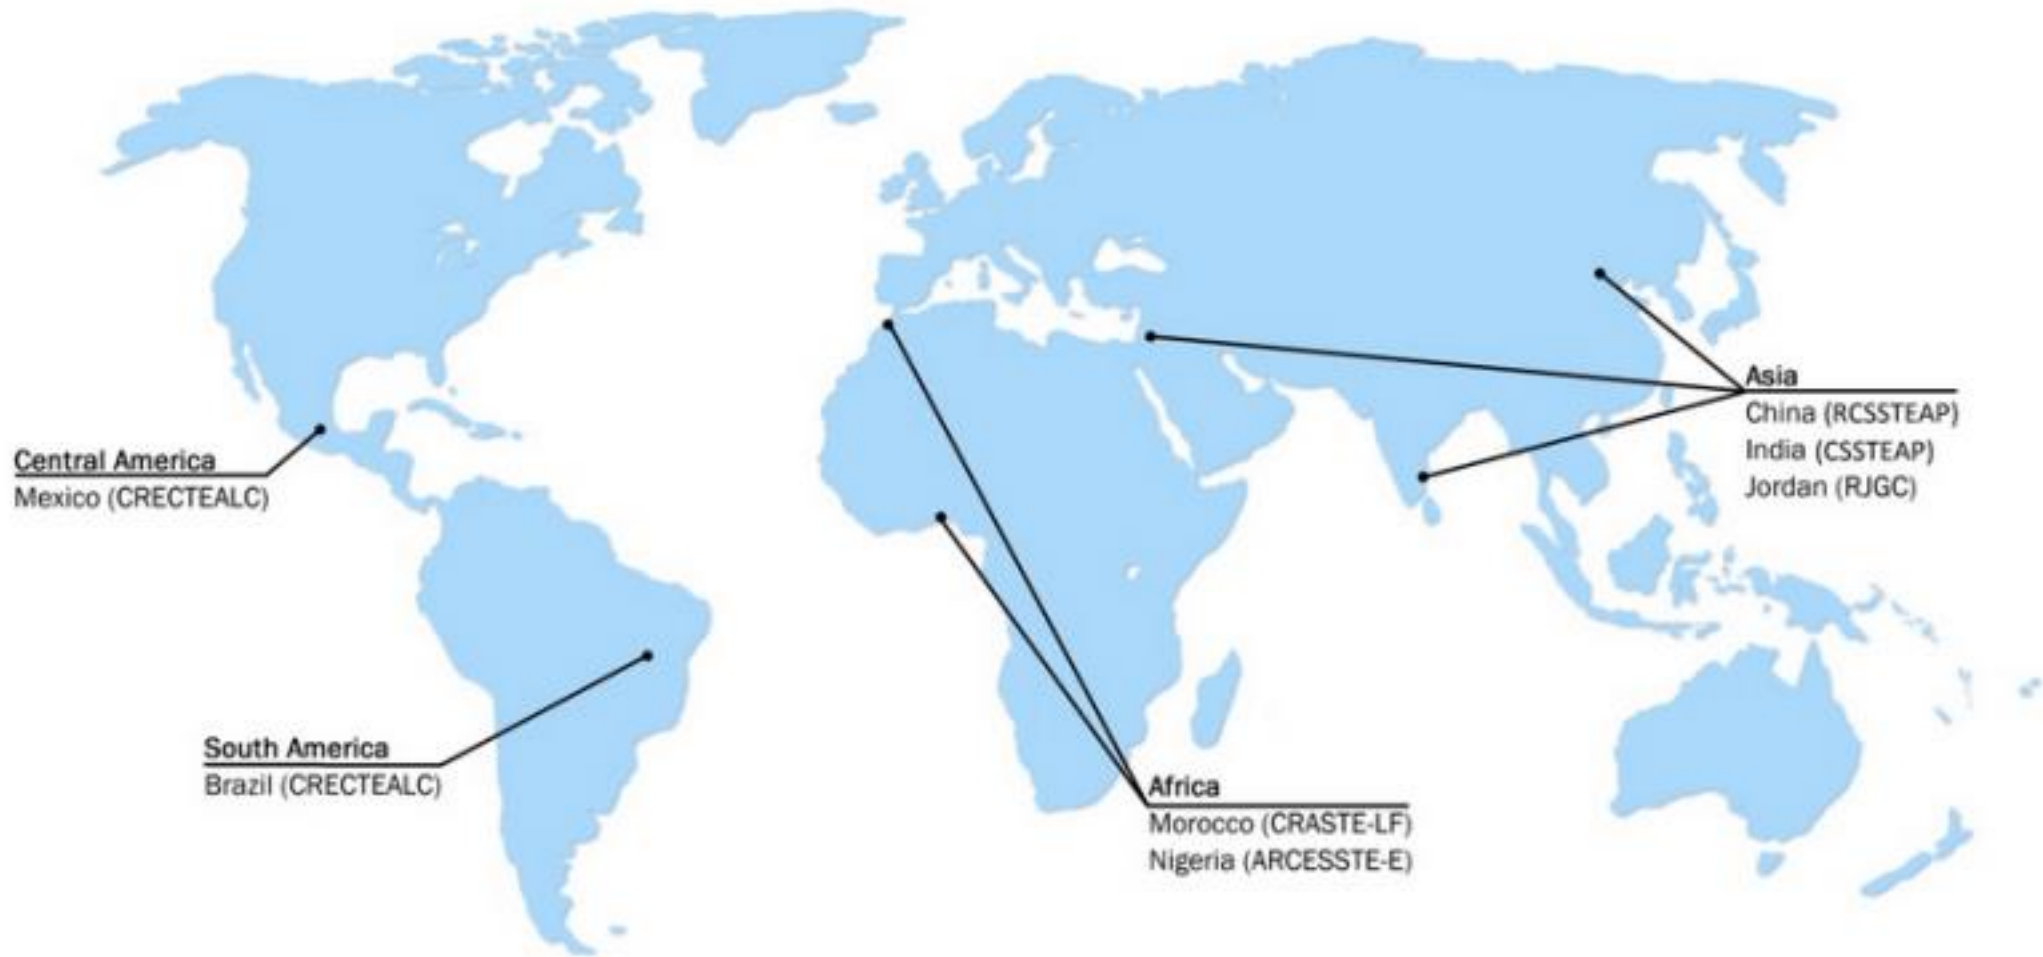 Asia
China (RCSSTEAP)
India (CSSTEAP)
Jordan (RJGC)
Central America
Mexico (CRECTEALC)
South America
Brazil (CRECTEALC)
Africa
Morocco (CRASTE-LF)
Nigeria (ARCESSTE-E)